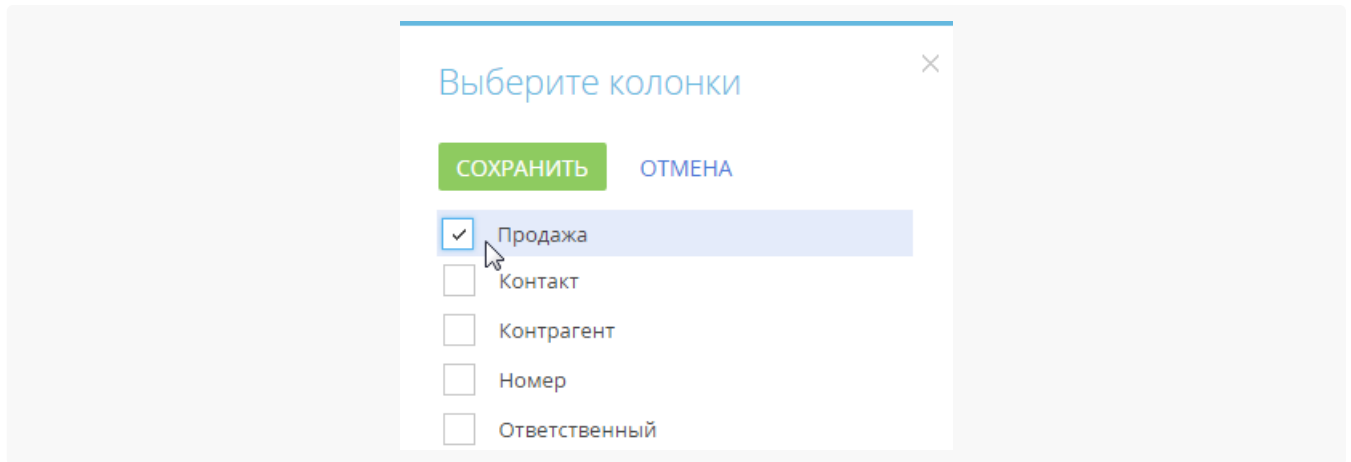 Выберите колонки
СОХРАНИТЬ ОТМЕНА
Продажа
Контакт
Контрагент
Номер
Ответственный